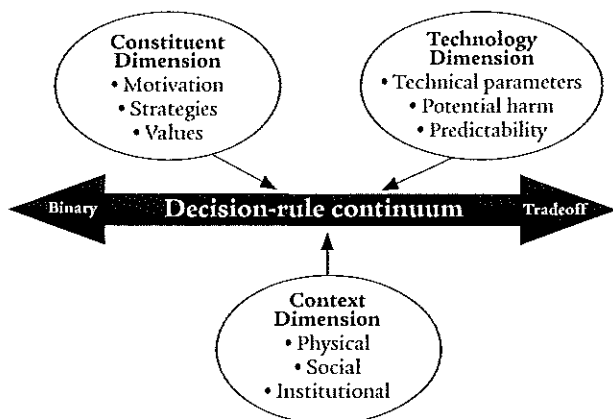 Constituent
Dimension
• Motivation
• Strategies
• Values
Technology
Dimension
• Technical parameters
• Potential harm
• Predictability
Binary
Decision-rule continuum
Tradeoff
Context
Dimension
• Physical
• Social
• Institutional